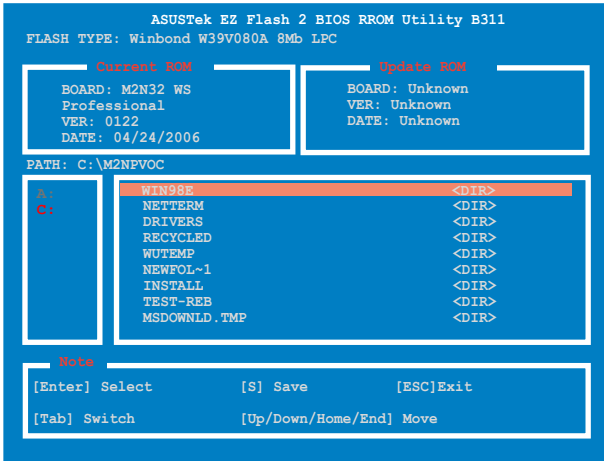 ASUSTek EZ Flash 2 BIOS RROM Utility B311
FLASH TYPE: Winbond W39V080A 8Mb LPC
Current ROM
BOARD: M2N32 WS
Professional
VER: 0122
DATE: 04/24/2006
Update ROM
BOARD: Unknown
VER: Unknown
DATE: Unknown
PATH: C:\M2NPVOC
A:
C:
WIN98E <DIR>
NETTERM <DIR>
DRIVERS <DIR>
RECYCLED <DIR>
WUTEMP <DIR>
NEWFOL~1 <DIR>
INSTALL <DIR>
TEST-REB <DIR>
MSDOWNLD.TMP <DIR>
Note
[Enter] Select [S] Save [ESC]Exit
[Tab] Switch [Up/Down/Home/End] Move